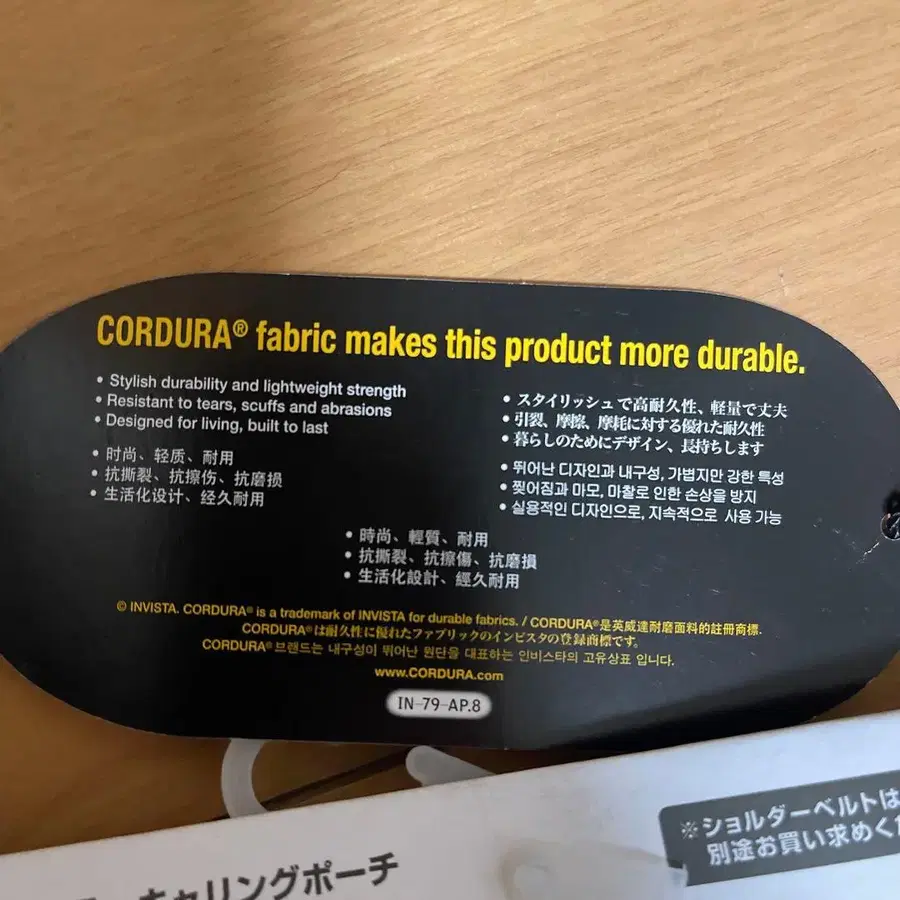 CORDURA® fabric makes this product more durable.
• Stylish durability and lightweight strength
• Resistant to tears, scuffs and abrasions
• Designed for living, built to last
• 时尚、轻质、耐用
• 抗撕裂、抗擦伤、抗磨损
• 生活化设计、经久耐用
• スタイリッシュで高耐久性、軽量で丈夫
• 引裂、摩擦、摩耗に対する優れた耐久性
• 暮らしのためにデザイン、長持ちします
• 뛰어난 디자인과 내구성, 가볍지만 강한 특성
• 찢어짐과 마모, 마찰로 인한 손상을 방지
• 실용적인 디자인으로, 지속적으로 사용 가능
• 時尚、輕質、耐用
• 抗撕裂、抗擦傷、抗磨損
• 生活化設計、經久耐用
© INVISTA. CORDURA® is a trademark of INVISTA for durable fabrics. / CORDURA®是英威達耐磨面料的註冊商標.
CORDURA®は耐久性に優れたファブリックのインビスタの登録商標です。
CORDURA® 브랜드는 내구성이 뛰어난 원단을 대표하는 인비스타의 고유상표 입니다.
www.CORDURA.com
IN-79-AP.8
※ショルダーベルトは
別途お買い求めくだ
キャリングポーチ